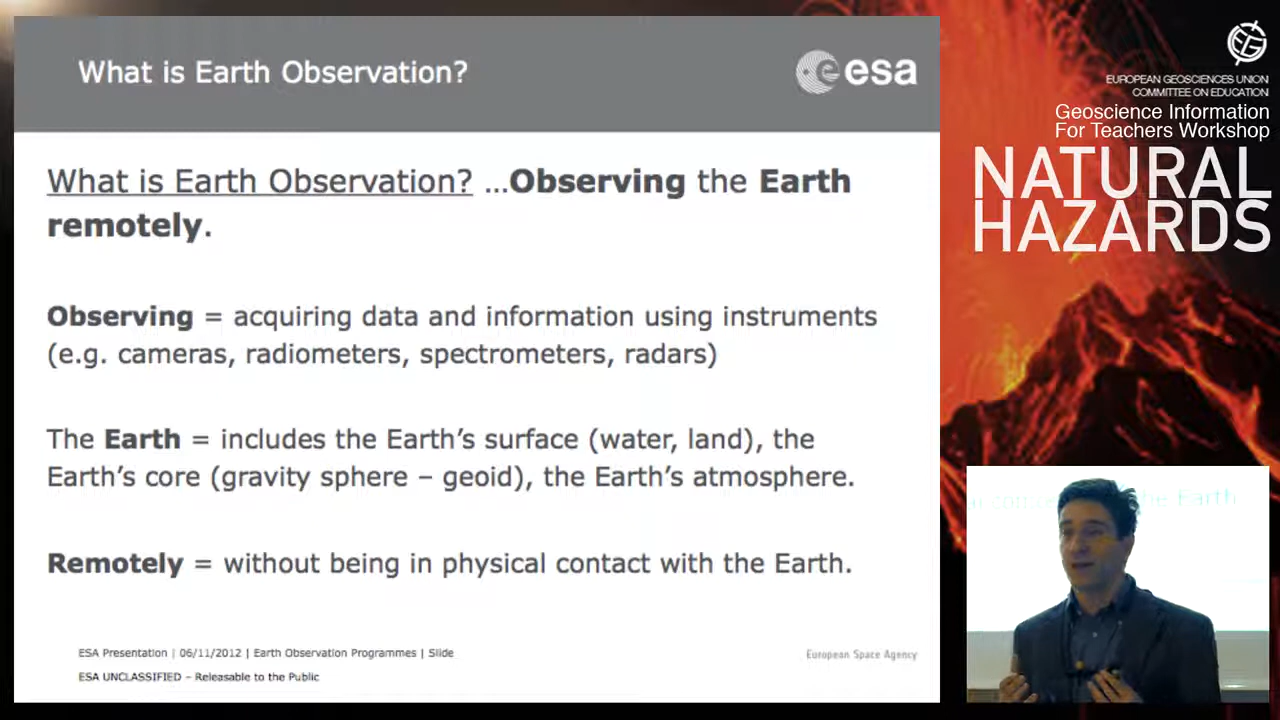 What is Earth Observation?
esa
What is Earth Observation? ...Observing the Earth
remotely.
Observing = acquiring data and information using instruments
(e.g. cameras, radiometers, spectrometers, radars)
The Earth = includes the Earth's surface (water, land), the
Earth's core (gravity sphere – geoid), the Earth's atmosphere.
Remotely = without being in physical contact with the Earth.
ESA Presentation | 06/11/2012 | Earth Observation Programmes | Slide
European Space Agency
ESA UNCLASSIFIED – Releasable to the Public
EUROPEAN GEOSCIENCES UNION
COMMITTEE ON EDUCATION
Geoscience Information
For Teachers Workshop
NATURAL
HAZARDS
the Earth